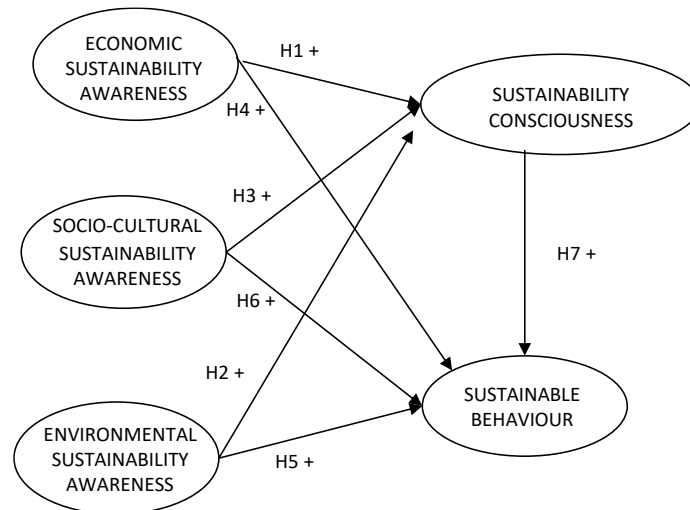 ECONOMIC
SUSTAINABILITY
AWARENESS
H1 +
H4 +
SUSTAINABILITY
CONSCIOUSNESS
H3 +
SOCIO-CULTURAL
SUSTAINABILITY
AWARENESS
H7 +
H6 +
H2 +
SUSTAINABLE
BEHAVIOUR
ENVIRONMENTAL
SUSTAINABILITY
AWARENESS
H5 +